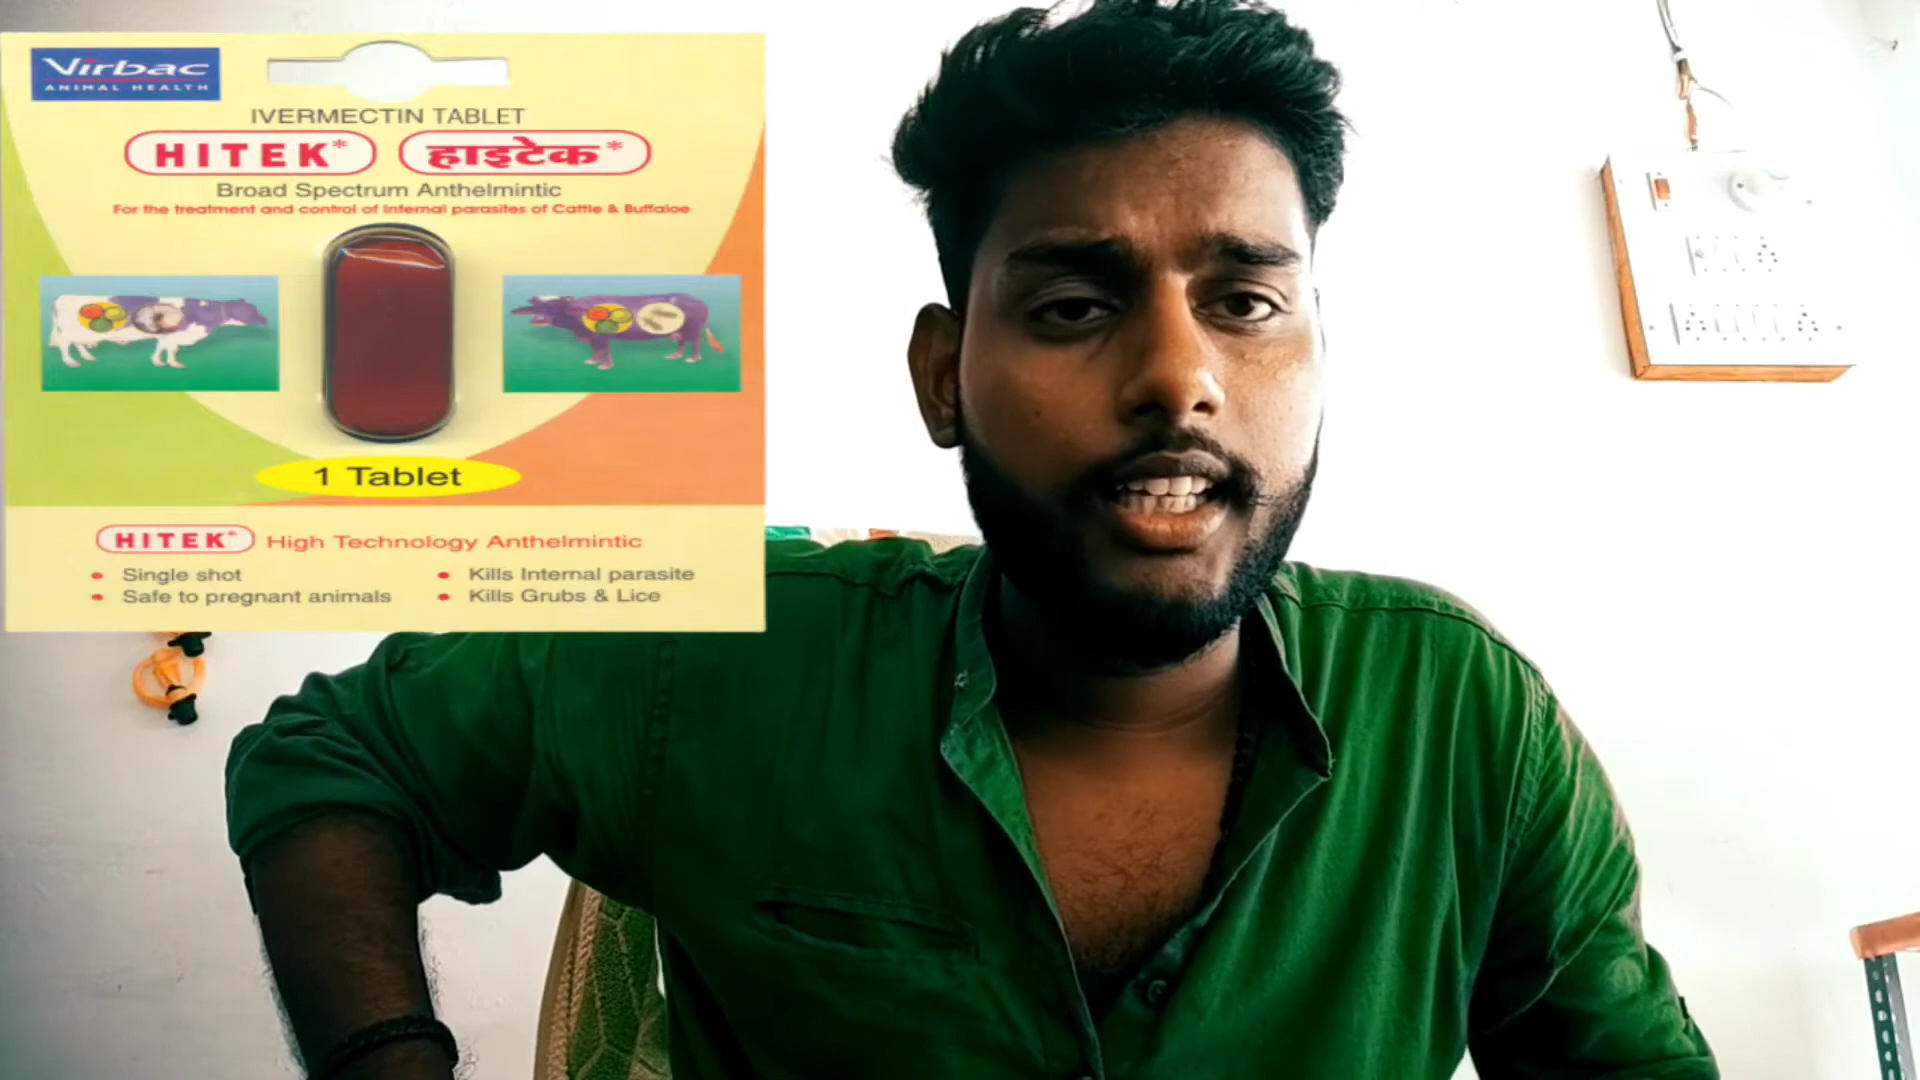 Virbac
ANIMAL HEALTH
IVERMECTIN TABLET
HITEK* हाइटेक*
Broad Spectrum Anthelmintic
For the treatment and control of Internal parasites of Cattle & Buffaloe
1 Tablet
HITEK* High Technology Anthelmintic
• Single shot
• Safe to pregnant animals
• Kills Internal parasite
• Kills Grubs & Lice